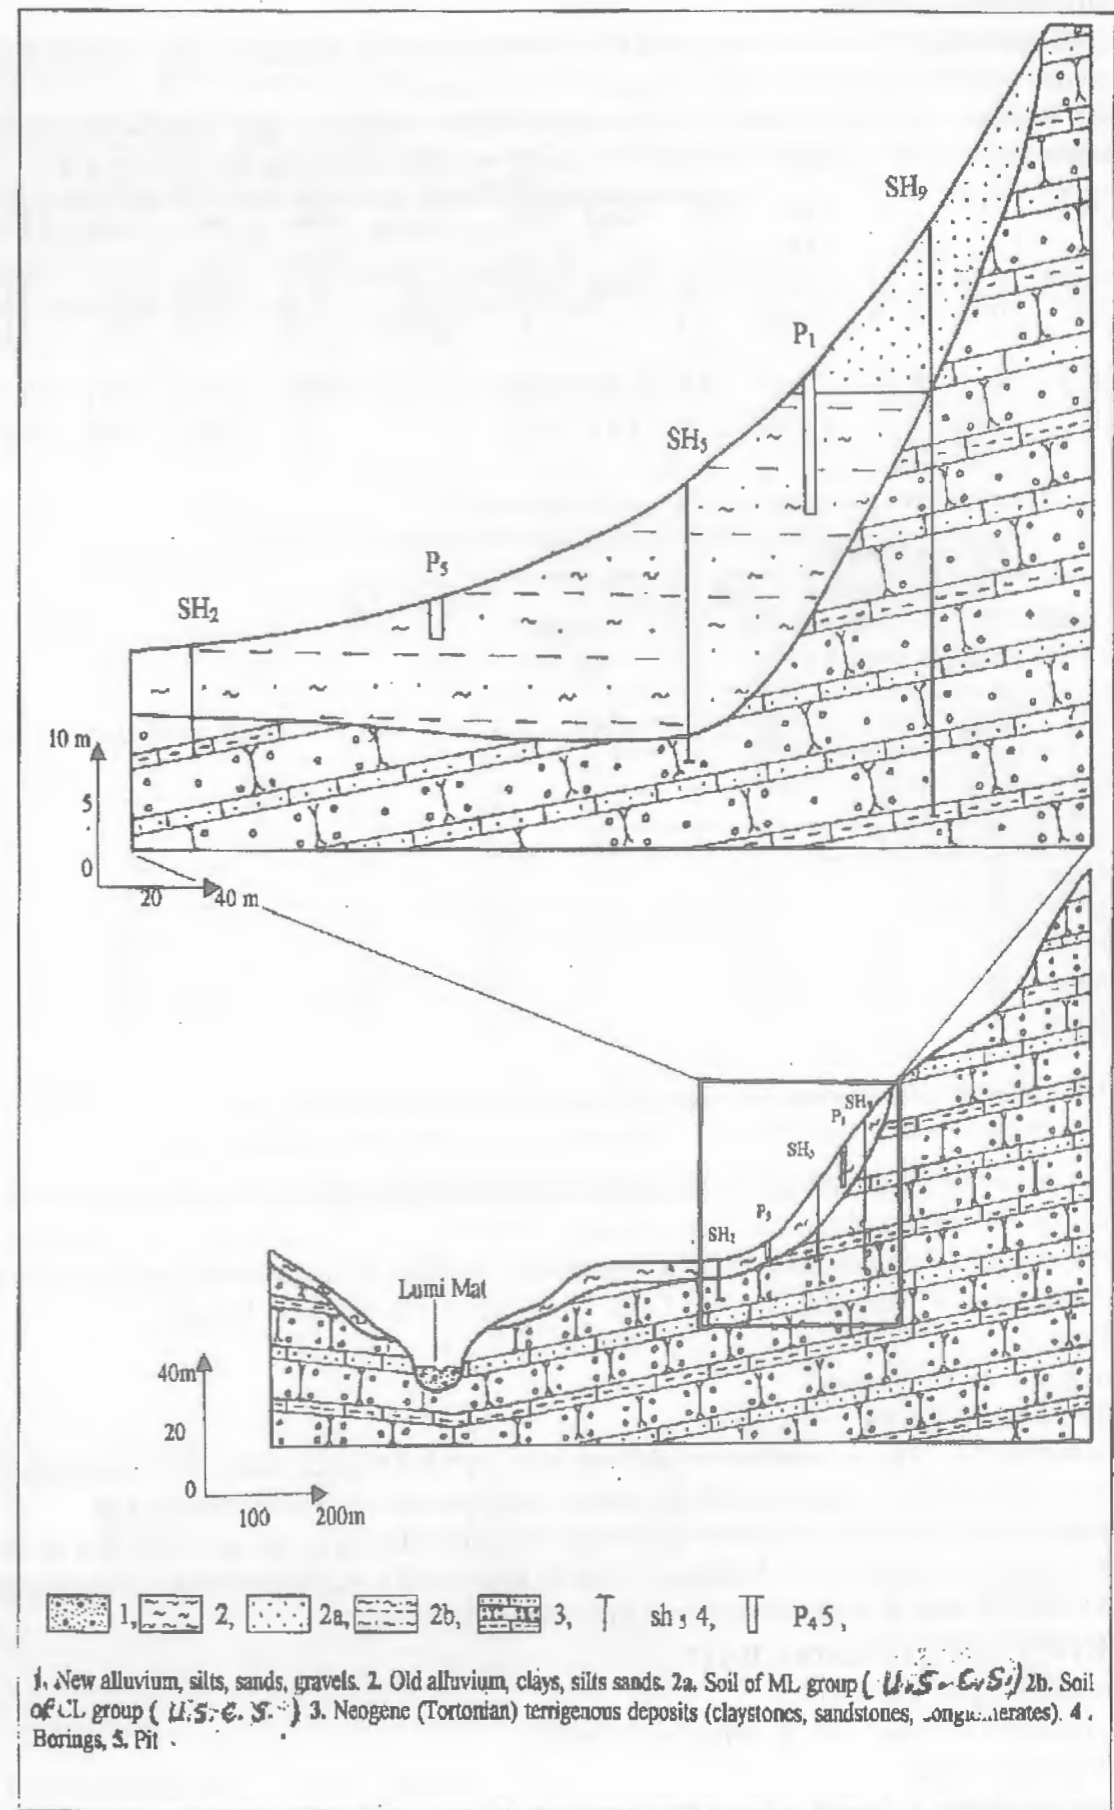 SH₉
P₁
SH₅
P₅
SH₂
10 m
5
0
20 40 m
SH₉
P₁
SH₅
P₅
SH₂
Lumi Mat
40m
20
0
100 200m
1, 2, 2a, 2b, 3, sh ₅ 4, P₄ 5,
1. New alluvium, silts, sands, gravels. 2. Old alluvium, clays, silts sands. 2a. Soil of ML group ( U.S.C.S.) 2b. Soil
of CL group ( U.S.C.S. ) 3. Neogene (Tortonian) terrigenous deposits (claystones, sandstones, conglomerates). 4.
Borings, 5. Pit.